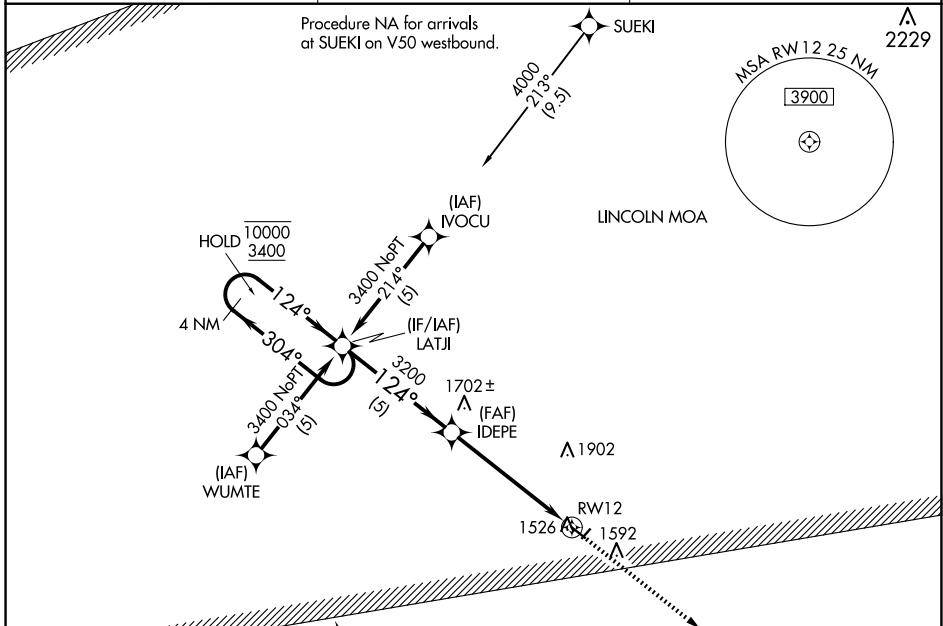 Procedure NA for arrivals
at SUEKI on V50 westbound.
SUEKI
2229
MSA RW12 25 NM
3900
4000
213°
(9.5)
(IAF)
IVOCU
LINCOLN MOA
HOLD
10000
3400
3400 NoPT
214°
(5)
124°
4 NM
304°
(IF/IAF)
LATJI
3200
124°
(5)
1702±
3400 NoPT
034°
(5)
(FAF)
IDEPE
1902
(IAF)
WUMTE
RW12
1526
1592